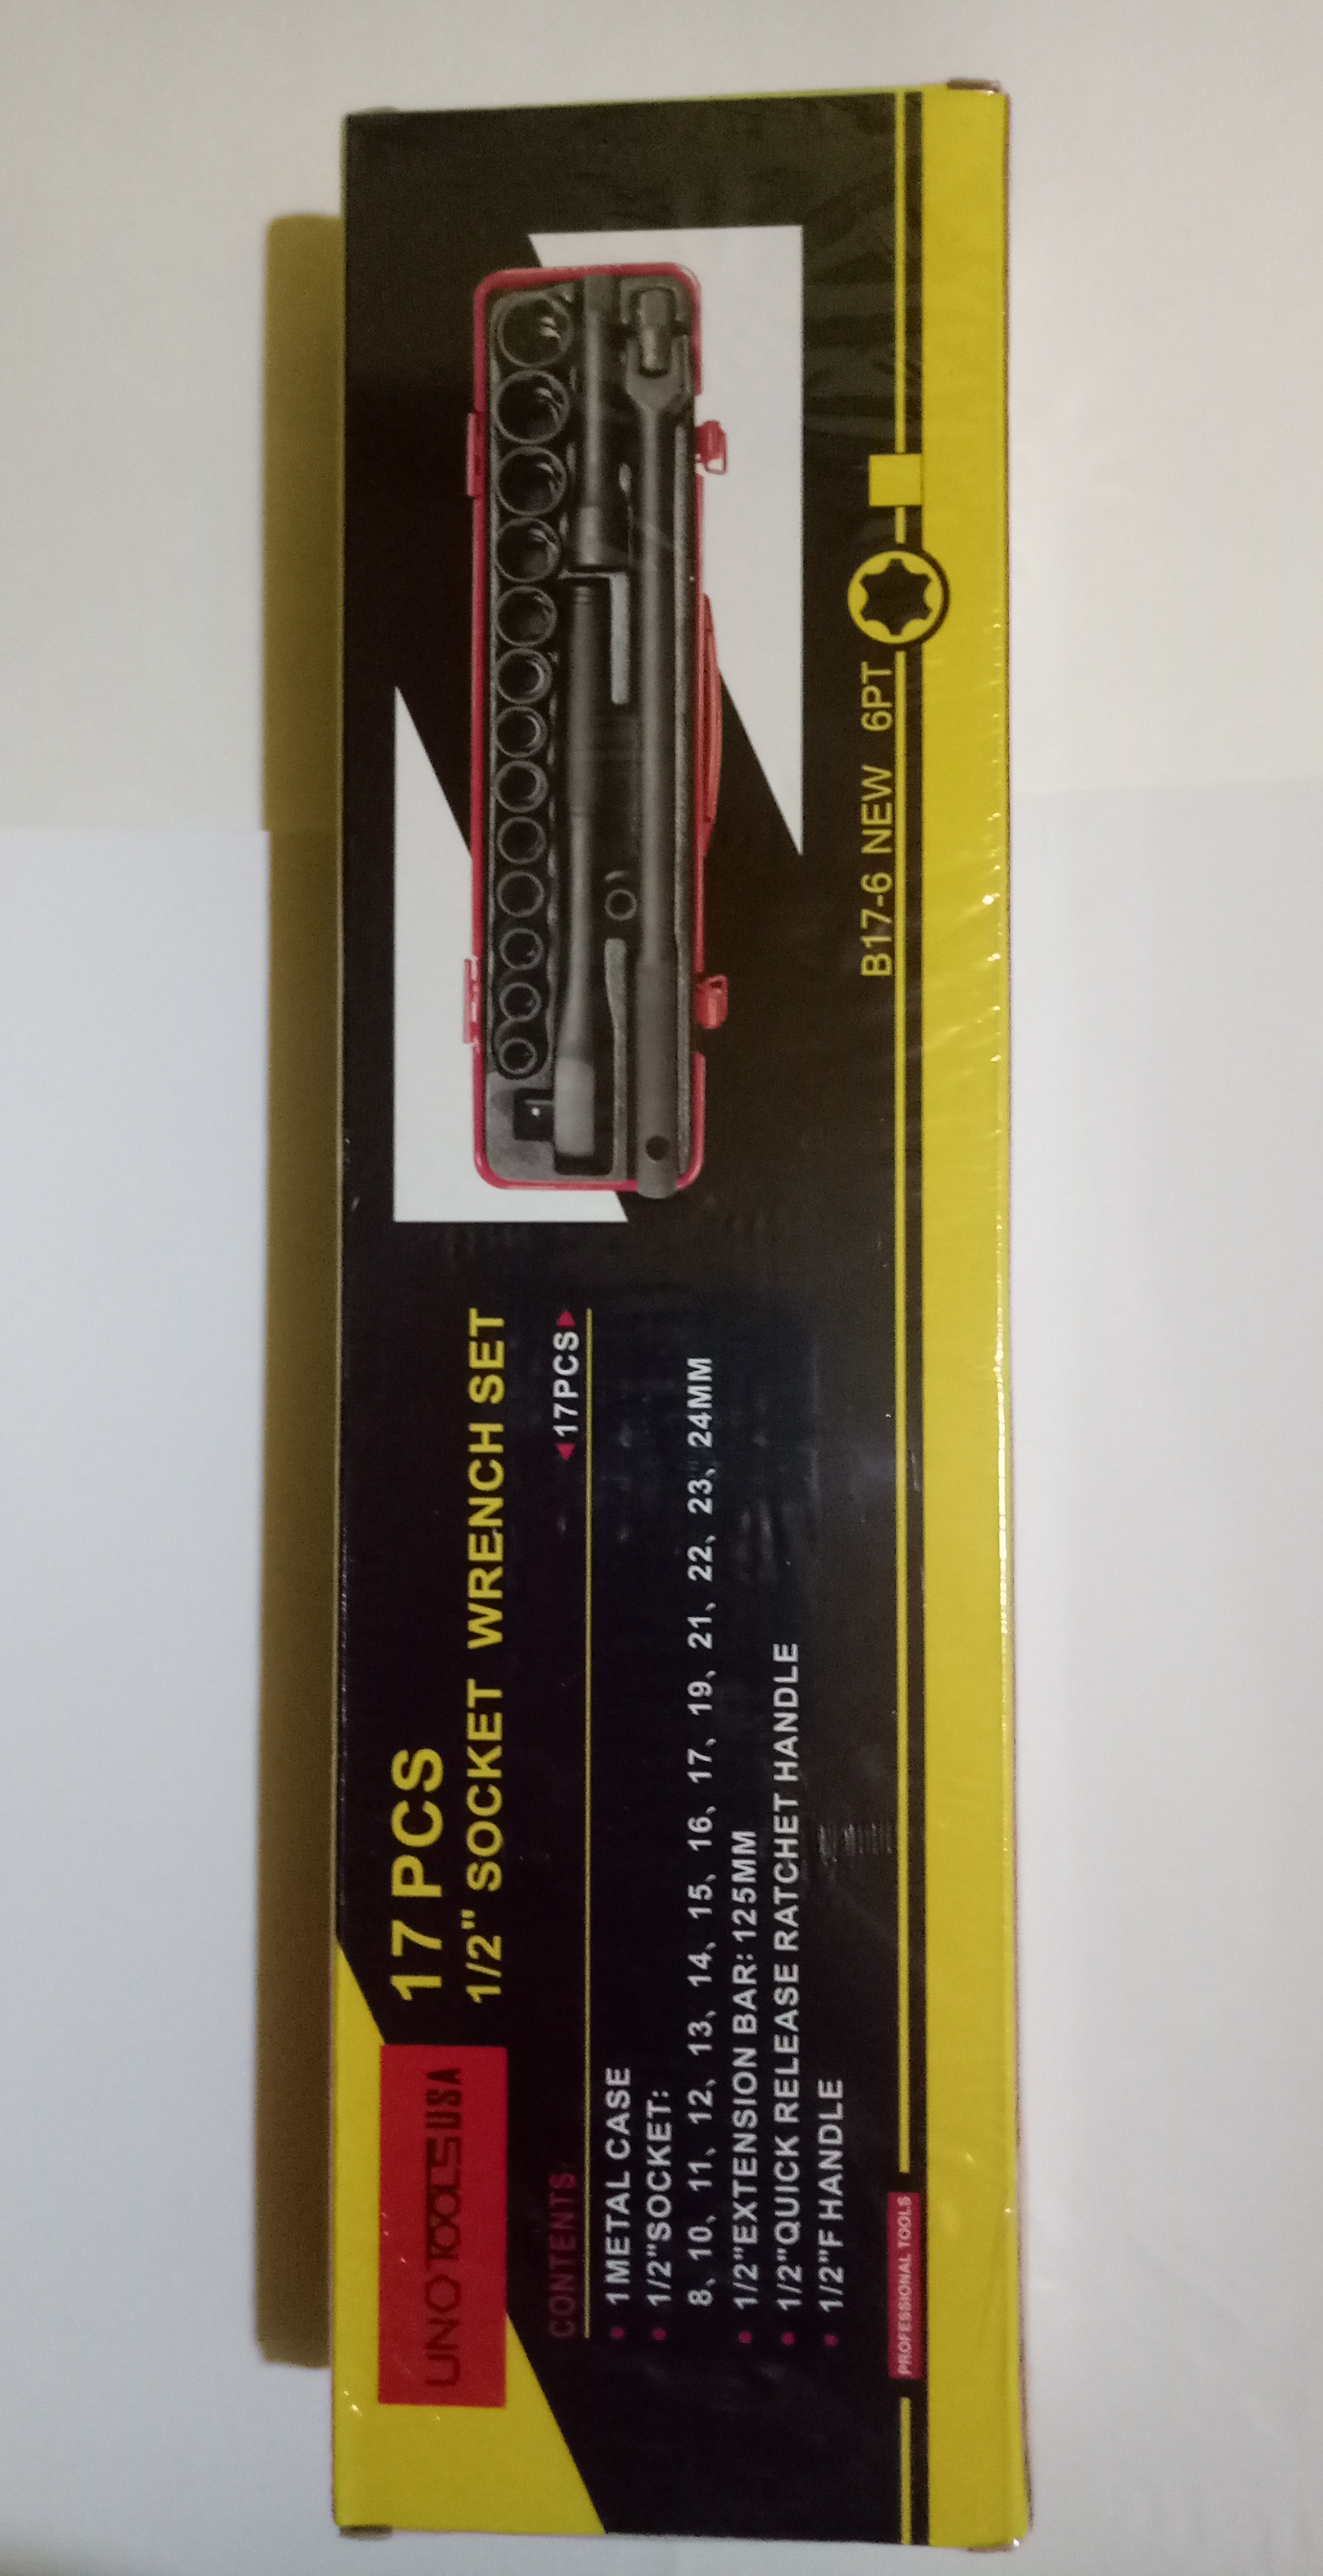 UNO TOOLS USA
17 PCS
1/2" SOCKET WRENCH SET
CONTENTS:
17PCS
1 METAL CASE
1/2"SOCKET:
8、10、11、12、13、14、15、16、17、19、21、22、23、24MM
1/2"EXTENSION BAR: 125MM
1/2"QUICK RELEASE RATCHET HANDLE
1/2"F HANDLE
B17-6 NEW 6PT
PROFESSIONAL TOOLS